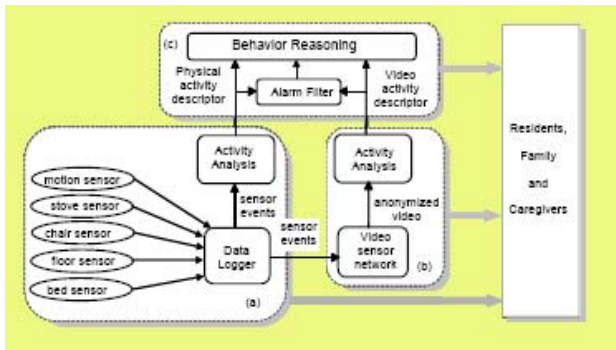 (c)
Behavior Reasoning
Physical
activity
descriptor
Alarm Filter
Video
activity
descriptor
Activity
Analysis
Activity
Analysis
Residents,
Family
and
Caregivers
motion sensor
stove sensor
chair sensor
floor sensor
bed sensor
sensor
events
Data
Logger
sensor
events
anonymized
video
Video
sensor
network
(b)
(a)